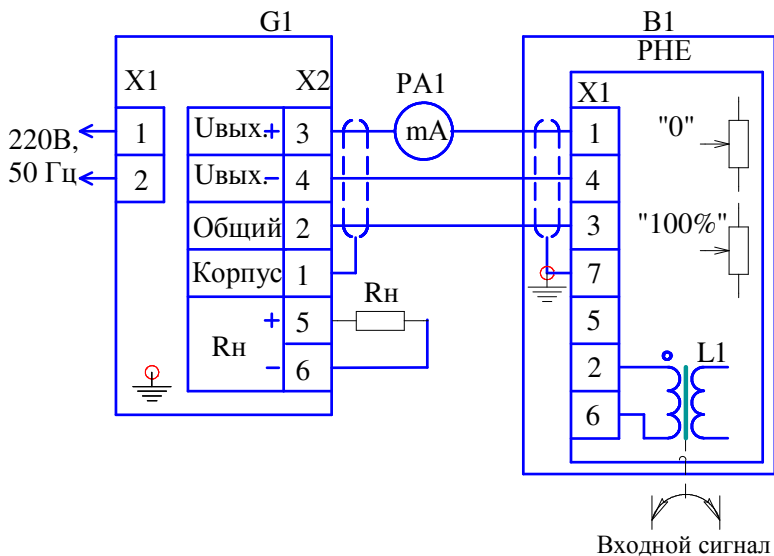 G1
B1
PHE
X1
X2
PA1
X1
220В,
50 Гц
1
2
Uвых.+
3
mA
1
"0"
Uвых.−
4
4
Общий
2
3
"100%"
Корпус
1
7
Rн
+
5
Rн
−
6
5
2
L1
6
Входной сигнал